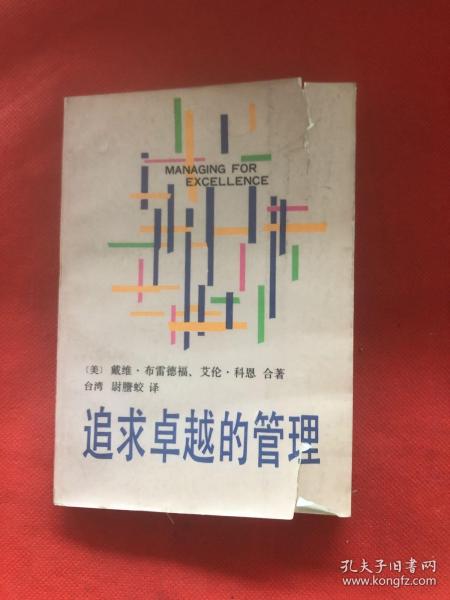 MANAGING FOR
EXCELLENCE
〔美〕 戴维·布雷德福、艾伦·科恩 合著
台湾 尉謄蛟 译
追求卓越的管理
孔夫子旧书网
www.kongfz.com